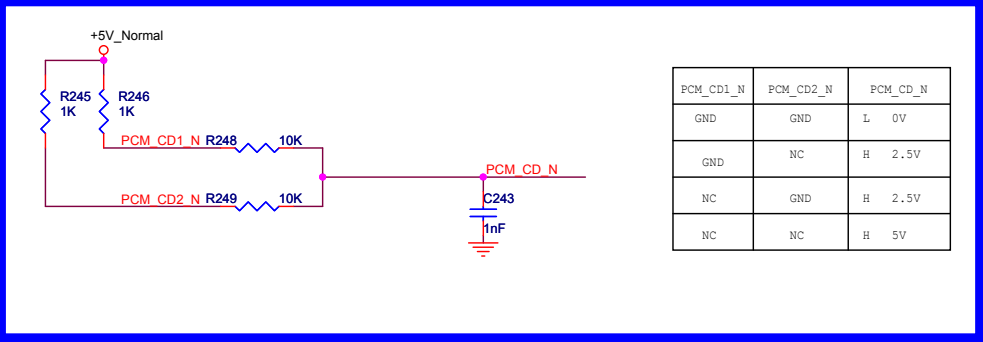 +5V_Normal
R245
1K
R246
1K
PCM_CD1_N R248 10K
PCM_CD_N
PCM_CD2_N R249 10K
C243
1nF
PCM_CD1_N PCM_CD2_N PCM_CD_N
GND GND L 0V
GND NC H 2.5V
NC GND H 2.5V
NC NC H 5V